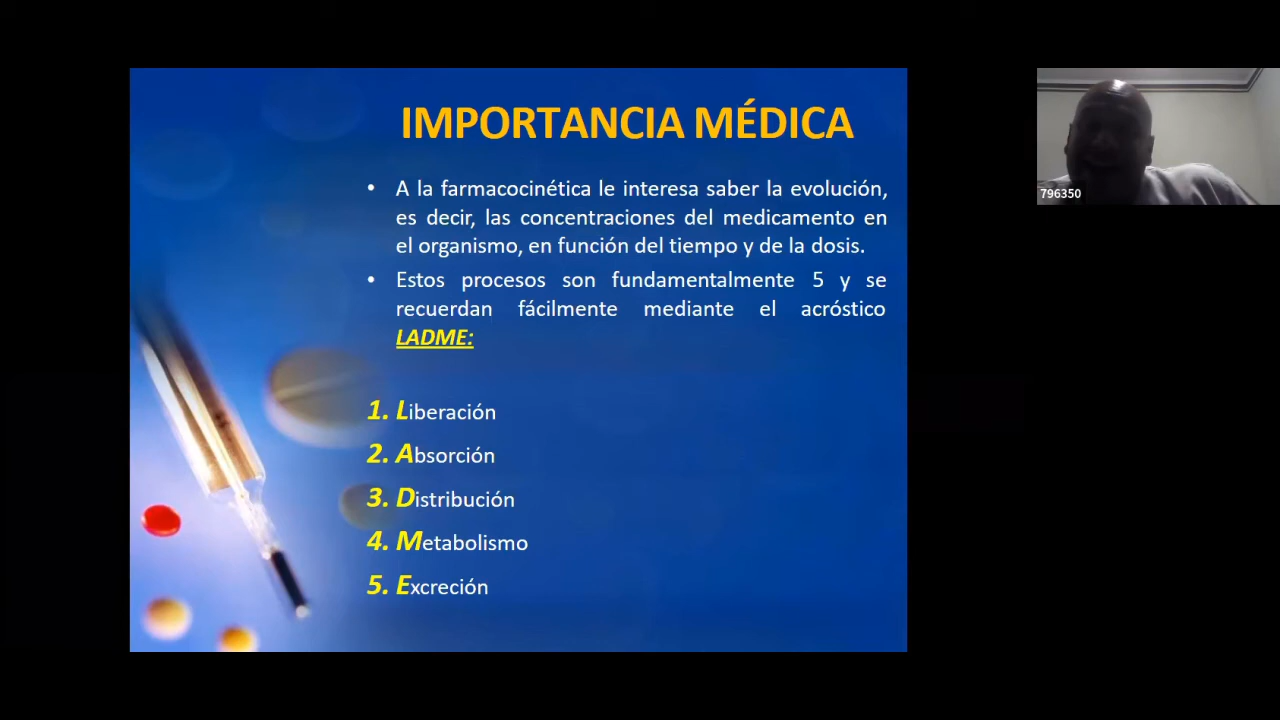 IMPORTANCIA MÉDICA
• A la farmacocinética le interesa saber la evolución,
es decir, las concentraciones del medicamento en
el organismo, en función del tiempo y de la dosis.
• Estos procesos son fundamentalmente 5 y se
recuerdan fácilmente mediante el acróstico
LADME:
1. Liberación
2. Absorción
3. Distribución
4. Metabolismo
5. Excreción
796350